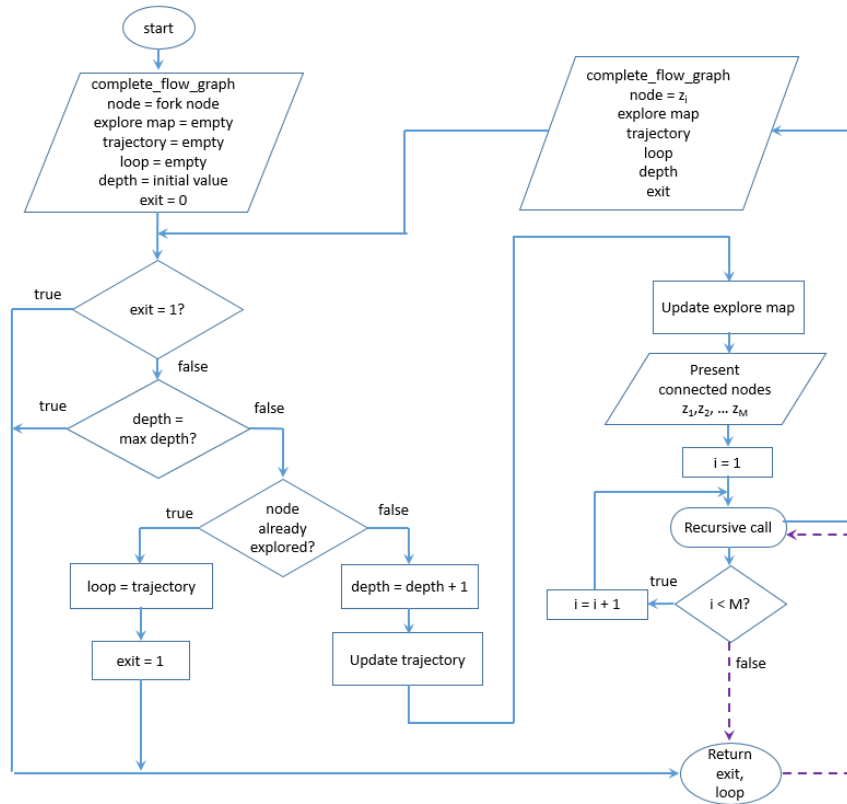 start
complete_flow_graph
node = fork node
explore map = empty
trajectory = empty
loop = empty
depth = initial value
exit = 0
complete_flow_graph
node = zᵢ
explore map
trajectory
loop
depth
exit
true
exit = 1?
false
true
depth =
max depth?
false
true
node
already
explored?
false
loop = trajectory
exit = 1
depth = depth + 1
Update trajectory
Update explore map
Present
connected nodes
z₁,z₂, ... z_M
i = 1
Recursive call
true
i = i + 1
i < M?
false
Return
exit,
loop